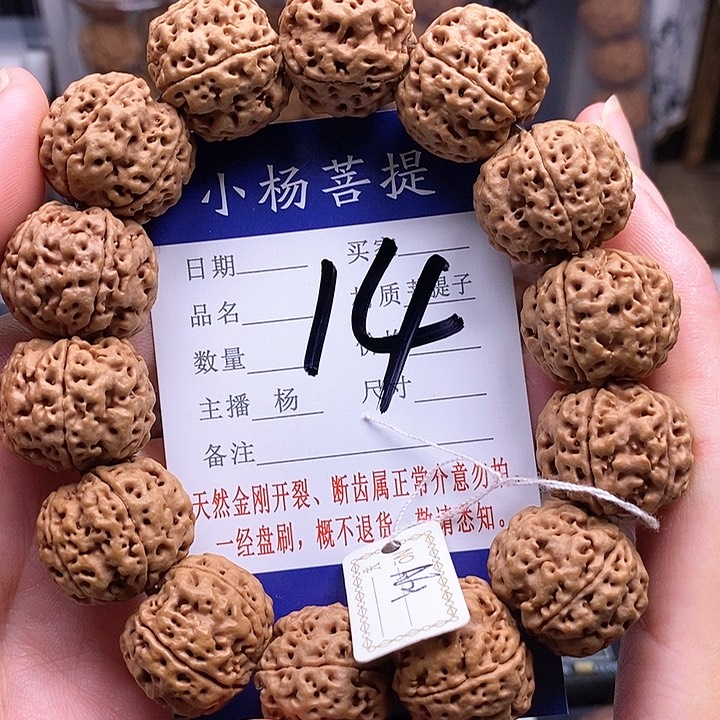 小杨菩提
日期 买家
品名 材质菩提子
14
数量 价格
主播 杨 尺寸
备注
天然金刚开裂、断齿属正常介意勿拍
一经盘刷，概不退货，敬请悉知。